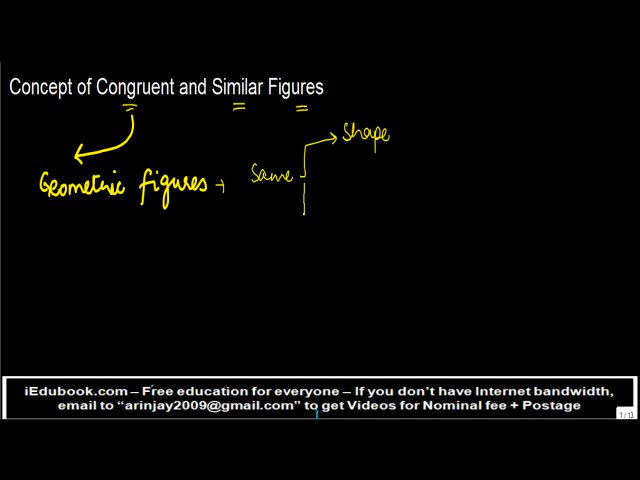 Concept of Congruent and Similar Figures
Shape
Same
Geometric figures +
iEdubook.com – Free education for everyone – If you don't have Internet bandwidth,
email to "arinjay2009@gmail.com" to get Videos for Nominal fee + Postage
1 / 13